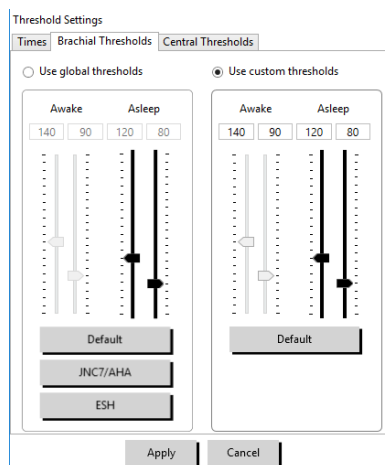 Threshold Settings
Times Brachial Thresholds Central Thresholds
Use global thresholds Use custom thresholds
Awake Asleep Awake Asleep
140 90 120 80 140 90 120 80
Default Default
JNC7/AHA
ESH
Apply Cancel